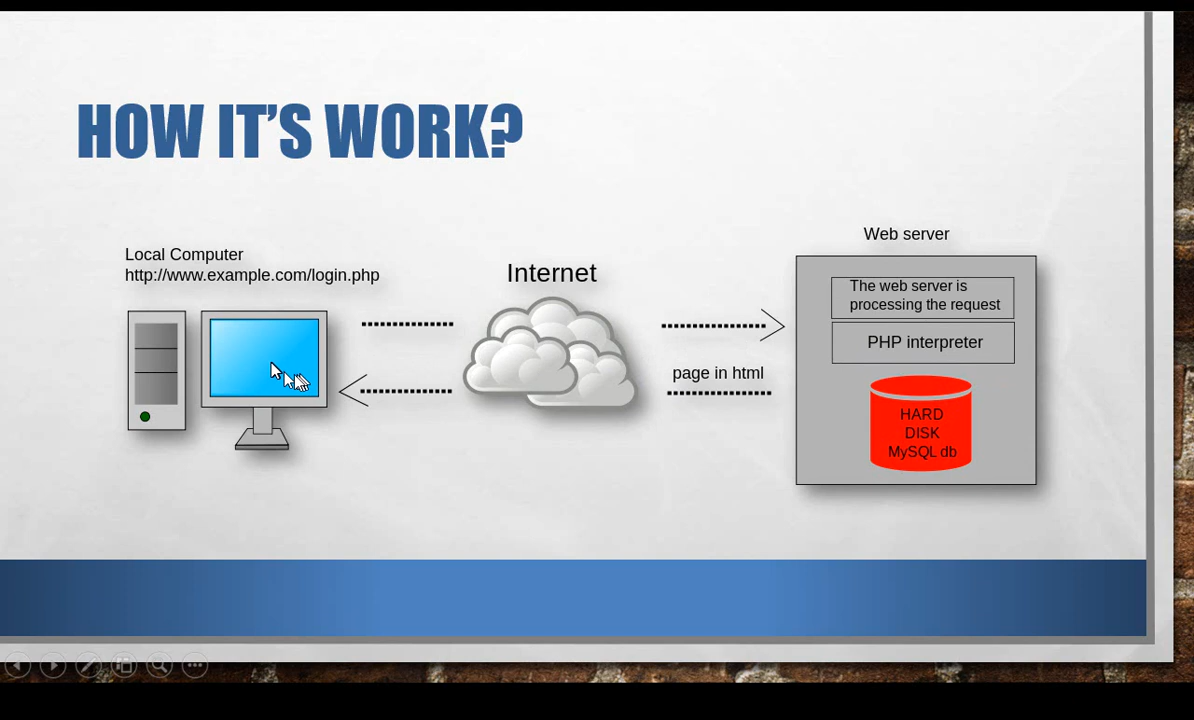 HOW IT’S WORK?
Web server
Local Computer
http://www.example.com/login.php
Internet
The web server is
processing the request
PHP interpreter
page in html
HARD
DISK
MySQL db